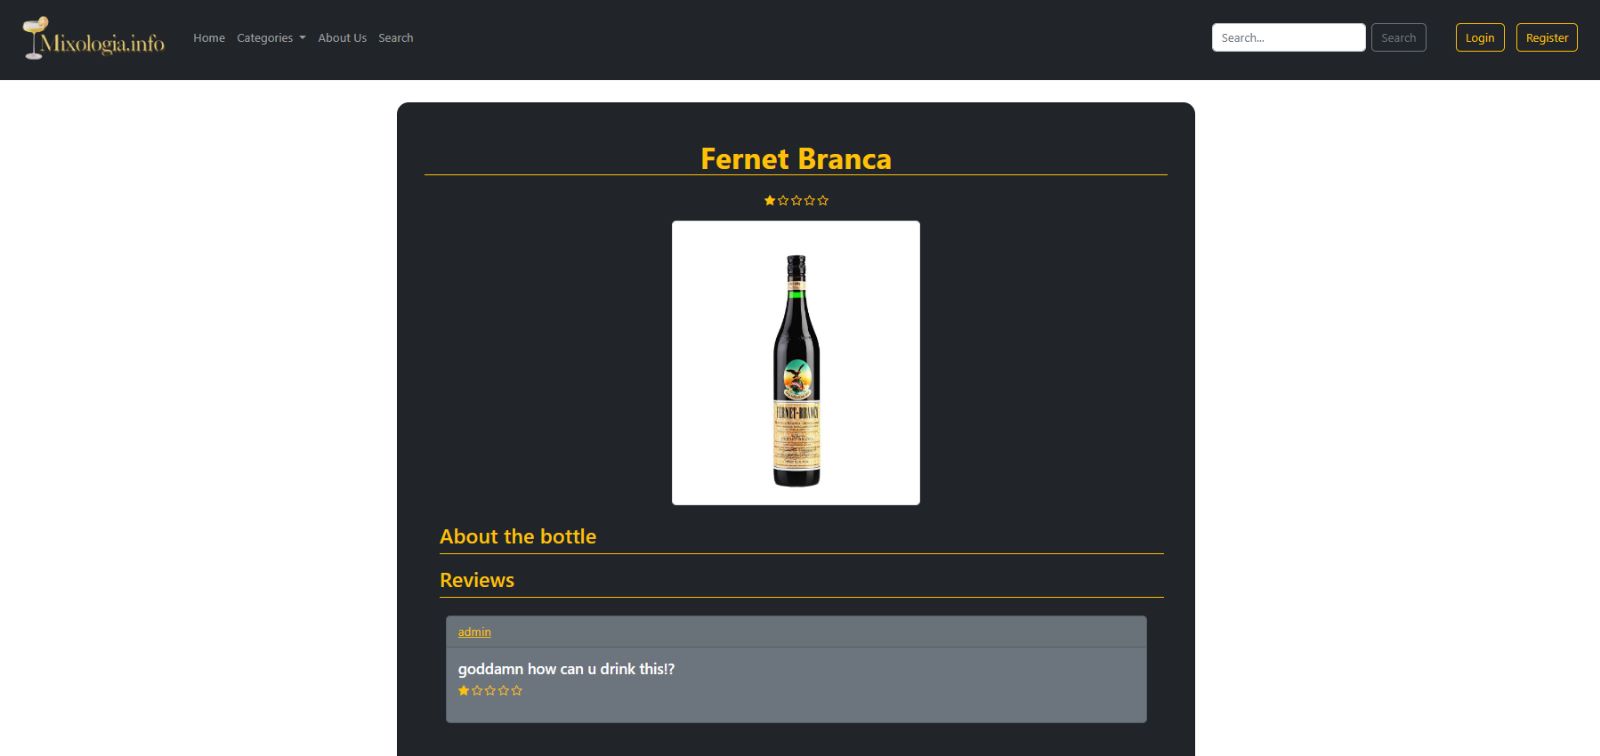 Mixologia.info
Home Categories About Us Search
Search... Search Login Register
Fernet Branca
FERNET-BRANCA
About the bottle
Reviews
admin
goddamn how can u drink this!?